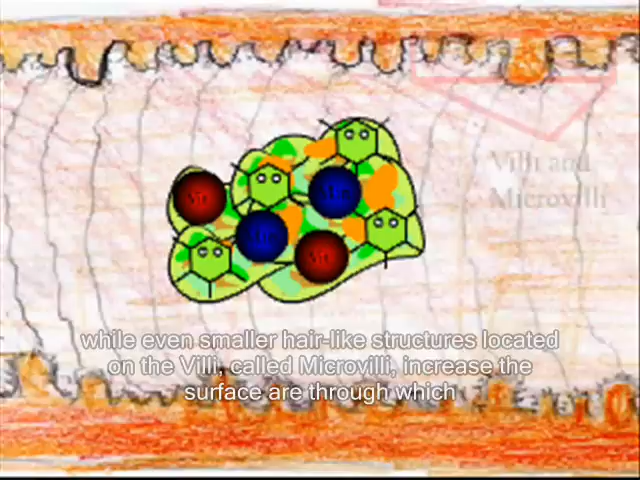 Villi and
Microvilli
while even smaller hair-like structures located
on the Villi, called Microvilli, increase the
surface are through which